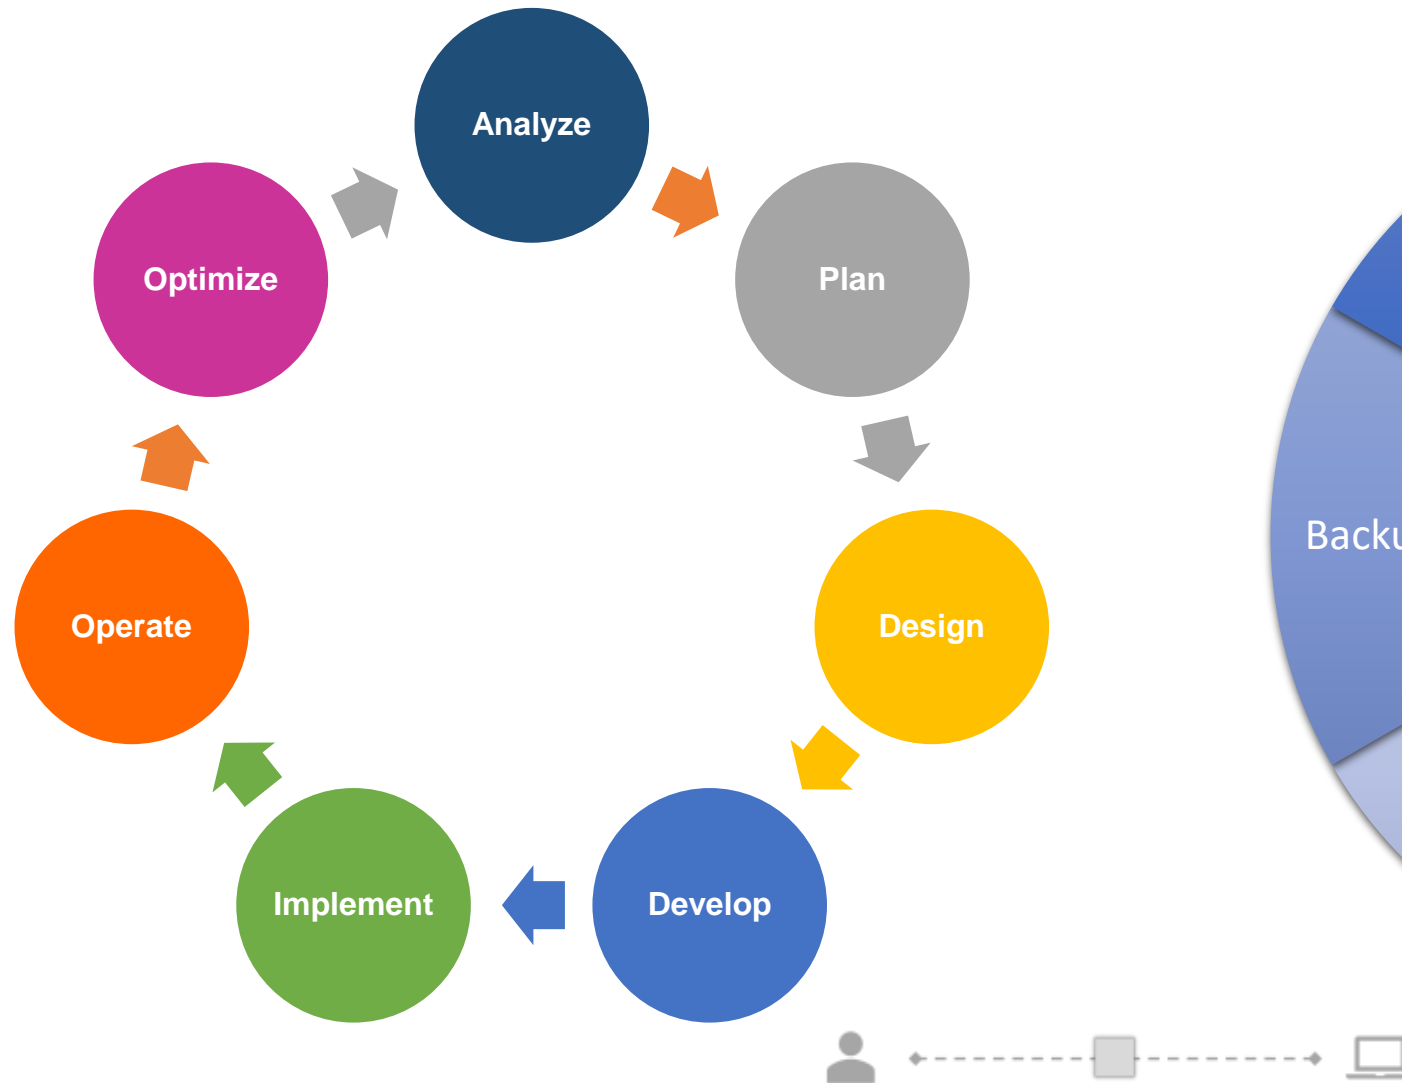 Analyze
Plan
Design
Develop
Implement
Operate
Optimize